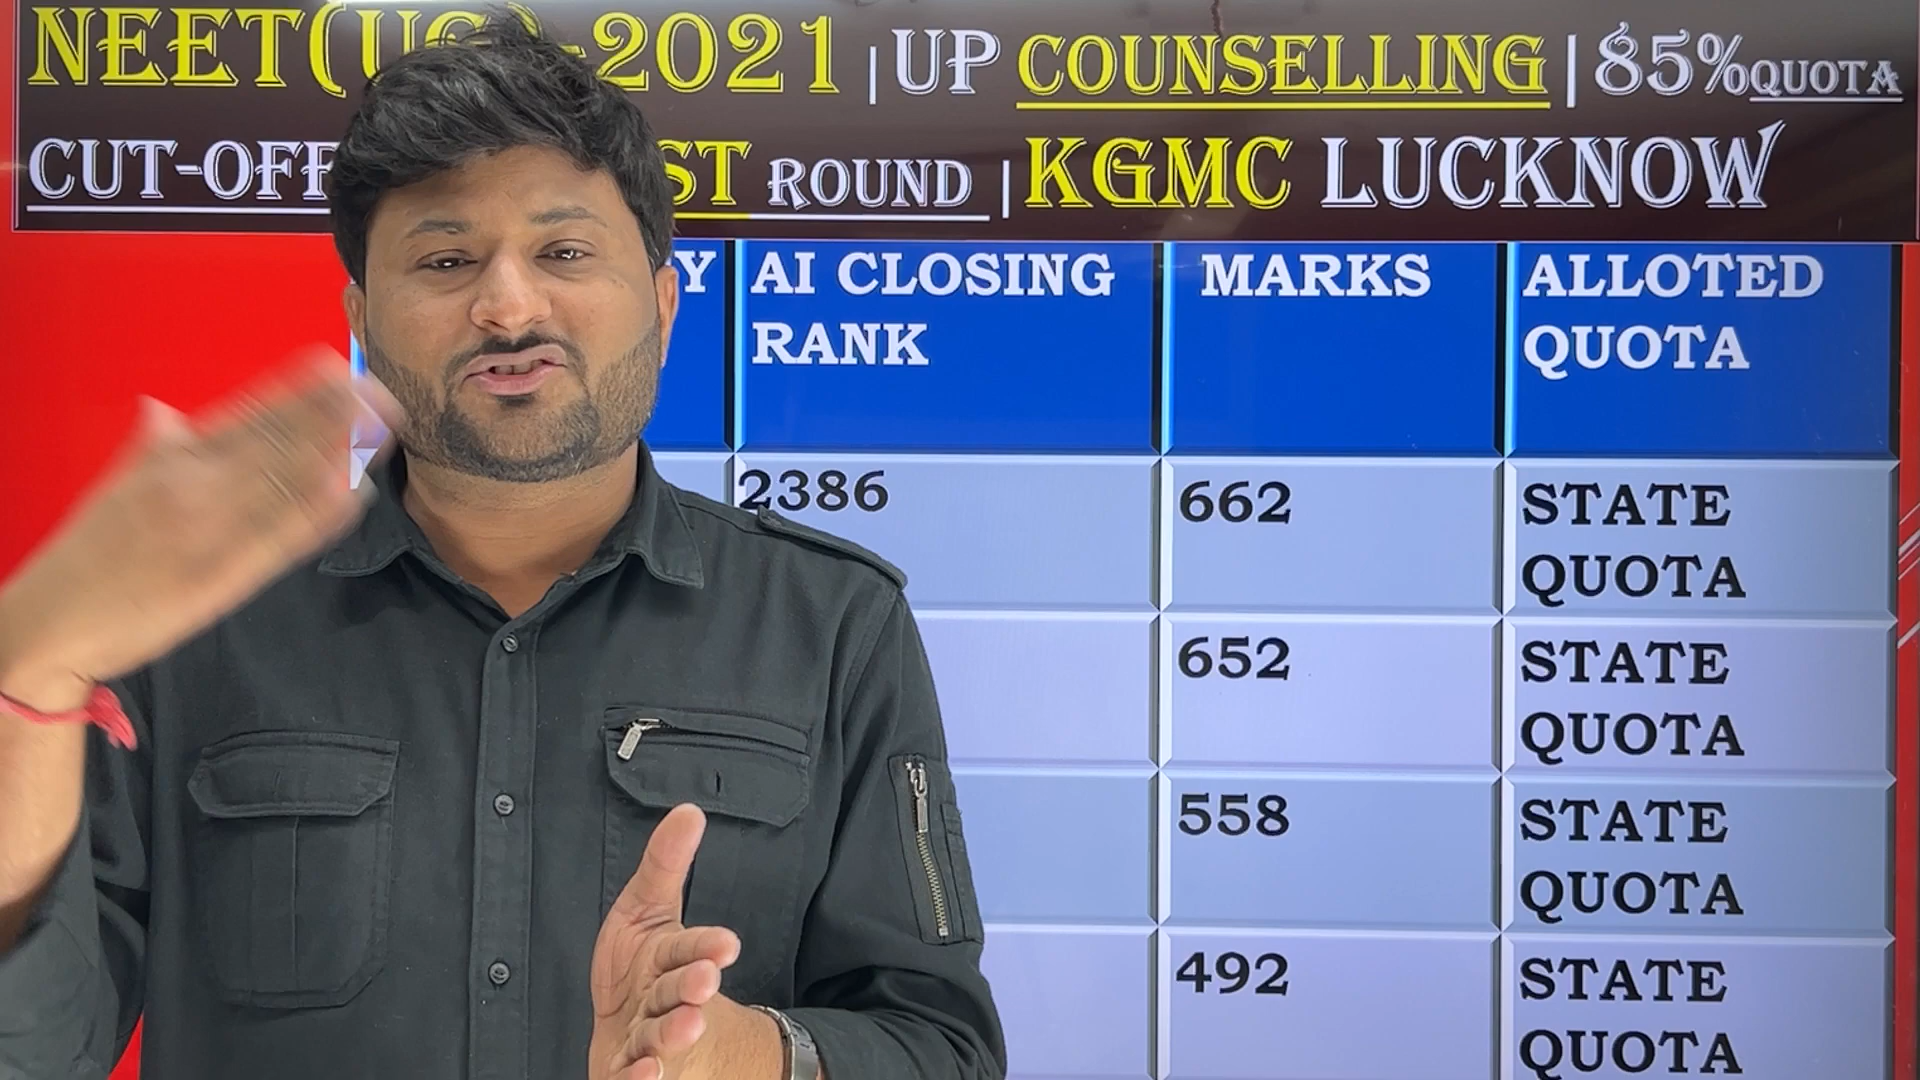 NEET(UG)-2021 | UP COUNSELLING | 85% QUOTA
CUT-OFF ST ROUND | KGMC LUCKNOW
Y AI CLOSING RANK MARKS ALLOTED QUOTA
2386 662 STATE QUOTA
652 STATE QUOTA
558 STATE QUOTA
492 STATE QUOTA